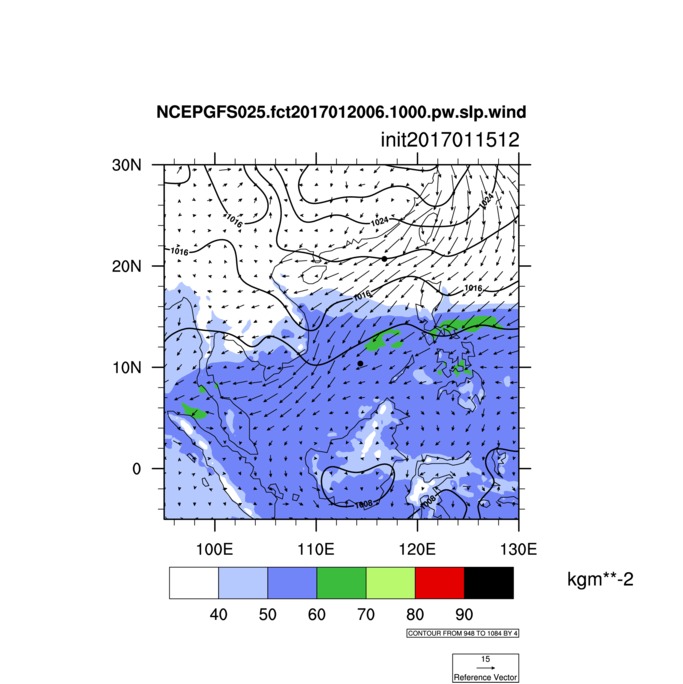 NCEPGFS025.fct2017012006.1000.pw.slp.wind
init2017011512
30N
20N
10N
0
1016
1024
1024
1016
1016
1016
1008
1008
100E 110E 120E 130E
kgm**-2
40 50 60 70 80 90
CONTOUR FROM 948 TO 1084 BY 4
15
Reference Vector